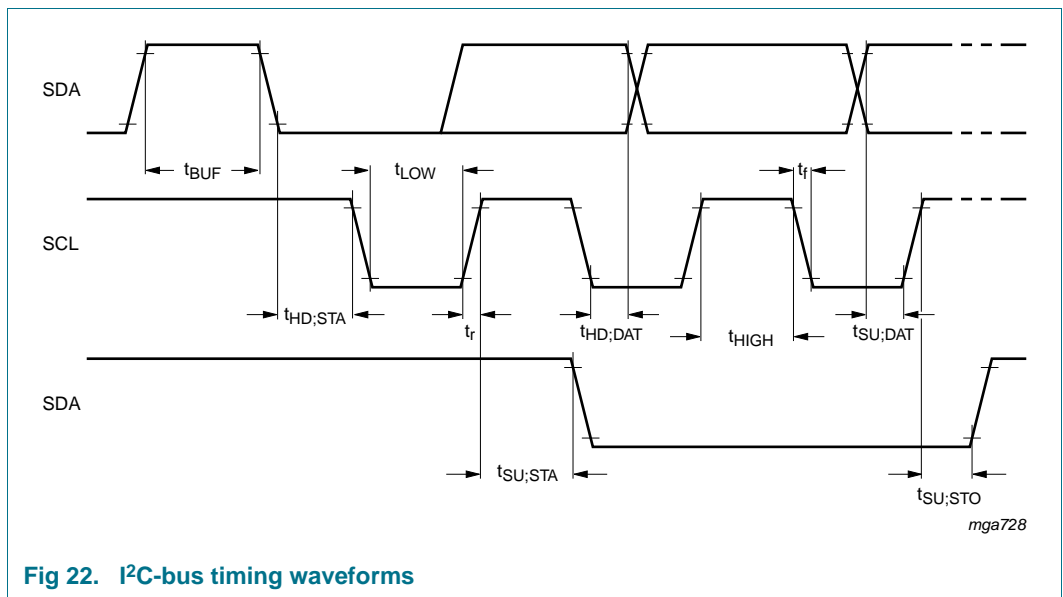 SDA
tBUF
tLOW
tf
SCL
tHD;STA
tr
tHD;DAT
tHIGH
tSU;DAT
SDA
tSU;STA
tSU;STO
mga728
Fig 22. I²C-bus timing waveforms